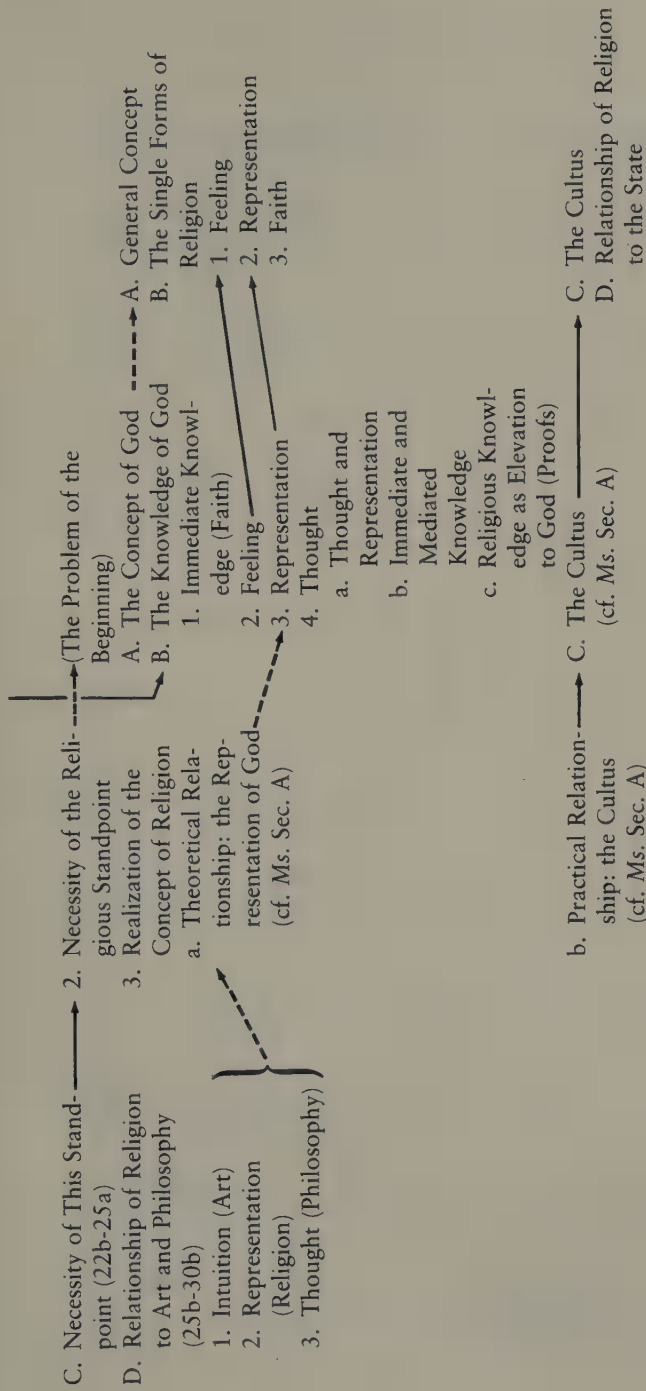 C. Necessity of This Stand-
point (22b-25a)
D. Relationship of Religion
to Art and Philosophy
(25b-30b)
1. Intuition (Art)
2. Representation
(Religion)
3. Thought (Philosophy)
2. Necessity of the Reli-
gious Standpoint
3. Realization of the
Concept of Religion
a. Theoretical Rela-
tionship: the Rep-
resentation of God
(cf. Ms. Sec. A)
b. Practical Relation-
ship: the Cultus
(cf. Ms. Sec. A)
(The Problem of the
Beginning)
A. The Concept of God
B. The Knowledge of God
1. Immediate Knowl-
edge (Faith)
2. Feeling
3. Representation
4. Thought
a. Thought and
Representation
b. Immediate and
Mediated
Knowledge
c. Religious Knowl-
edge as Elevation
to God (Proofs)
C. The Cultus
(cf. Ms. Sec. A)
A. General Concept
B. The Single Forms of
Religion
1. Feeling
2. Representation
3. Faith
C. The Cultus
D. Relationship of Religion
to the State